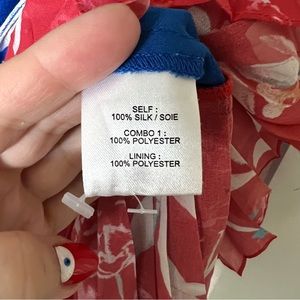 SELF :
100% SILK / SOIE
COMBO 1 :
100% POLYESTER
LINING :
100% POLYESTER